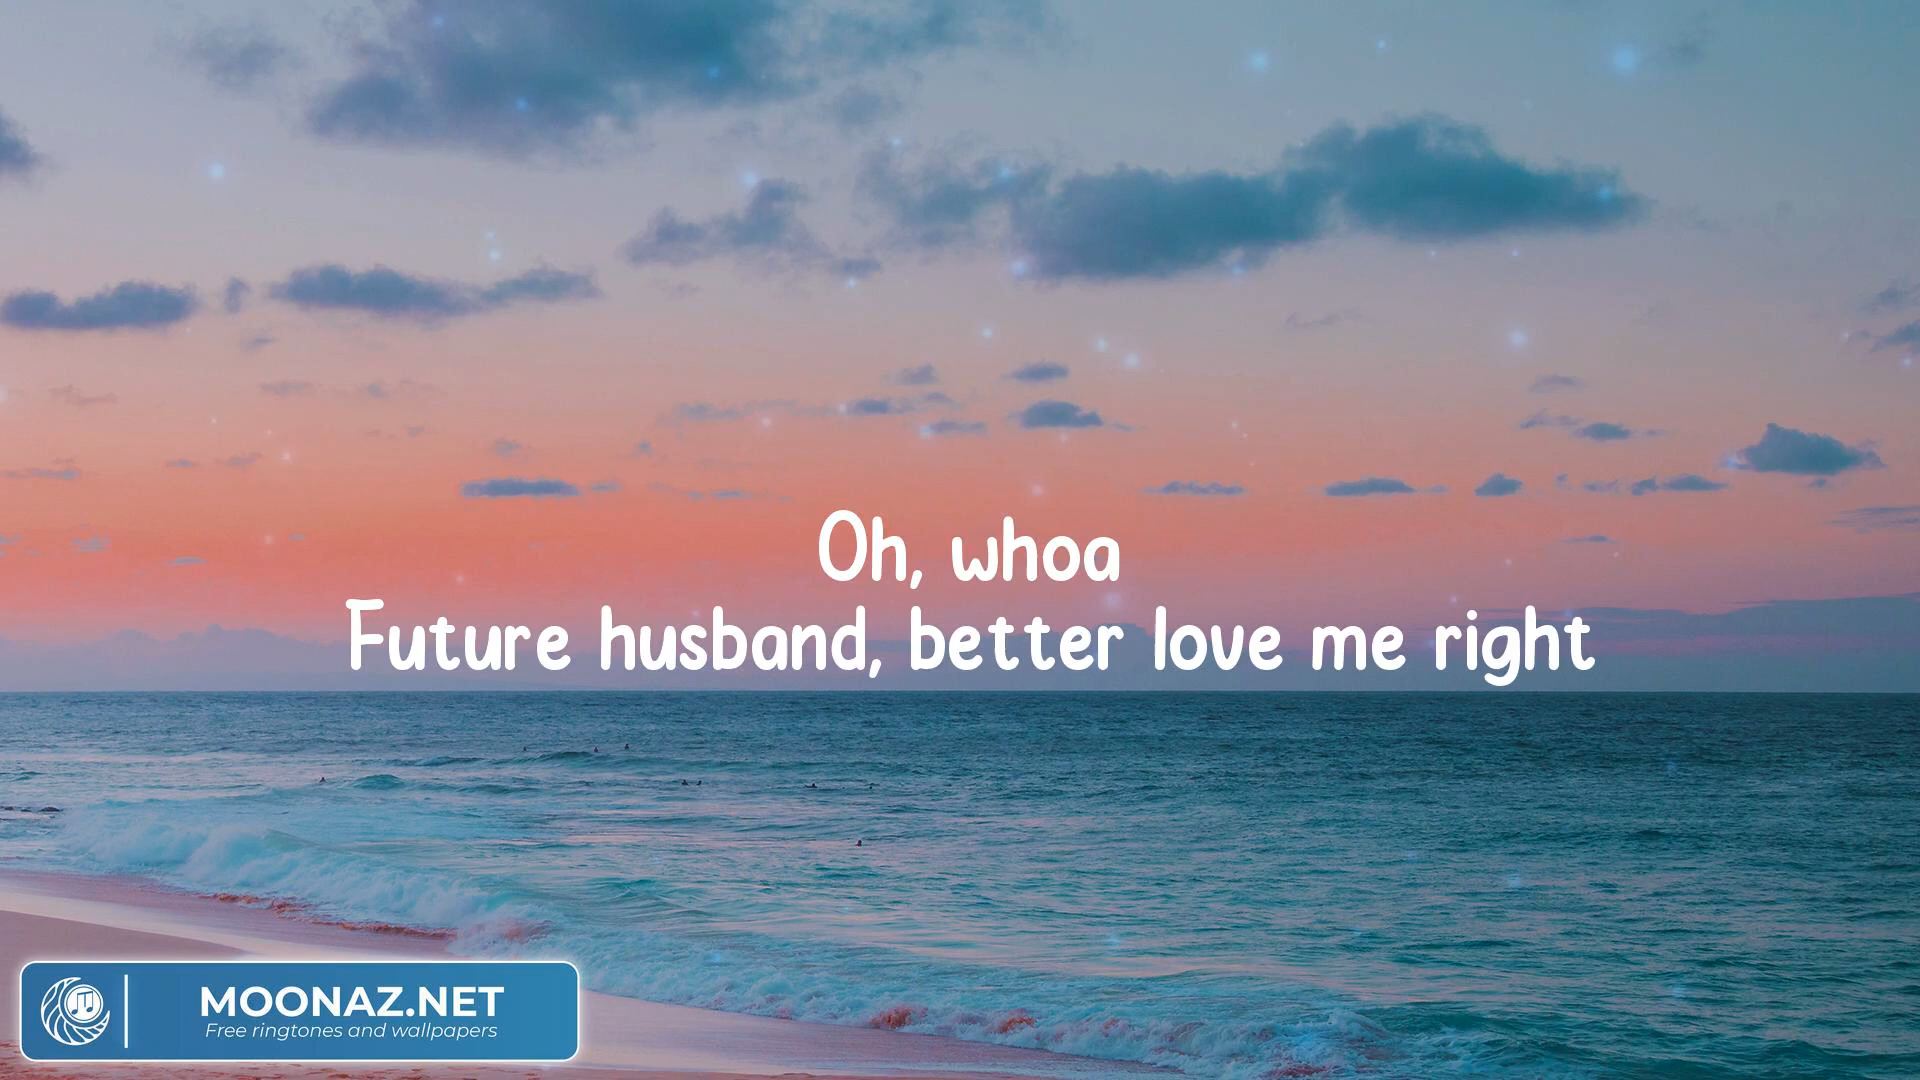 Oh, whoa
Future husband, better love me right
MOONAZ.NET
Free ringtones and wallpapers